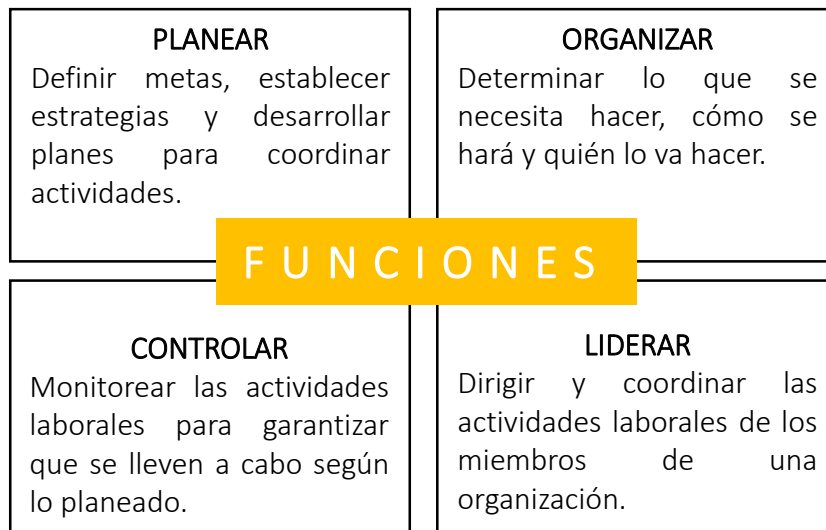 PLANEAR
Definir metas, establecer
estrategias y desarrollar
planes para coordinar
actividades.
ORGANIZAR
Determinar lo que se
necesita hacer, cómo se
hará y quién lo va hacer.
FUNCIONES
CONTROLAR
Monitorear las actividades
laborales para garantizar
que se lleven a cabo según
lo planeado.
LIDERAR
Dirigir y coordinar las
actividades laborales de los
miembros de una
organización.